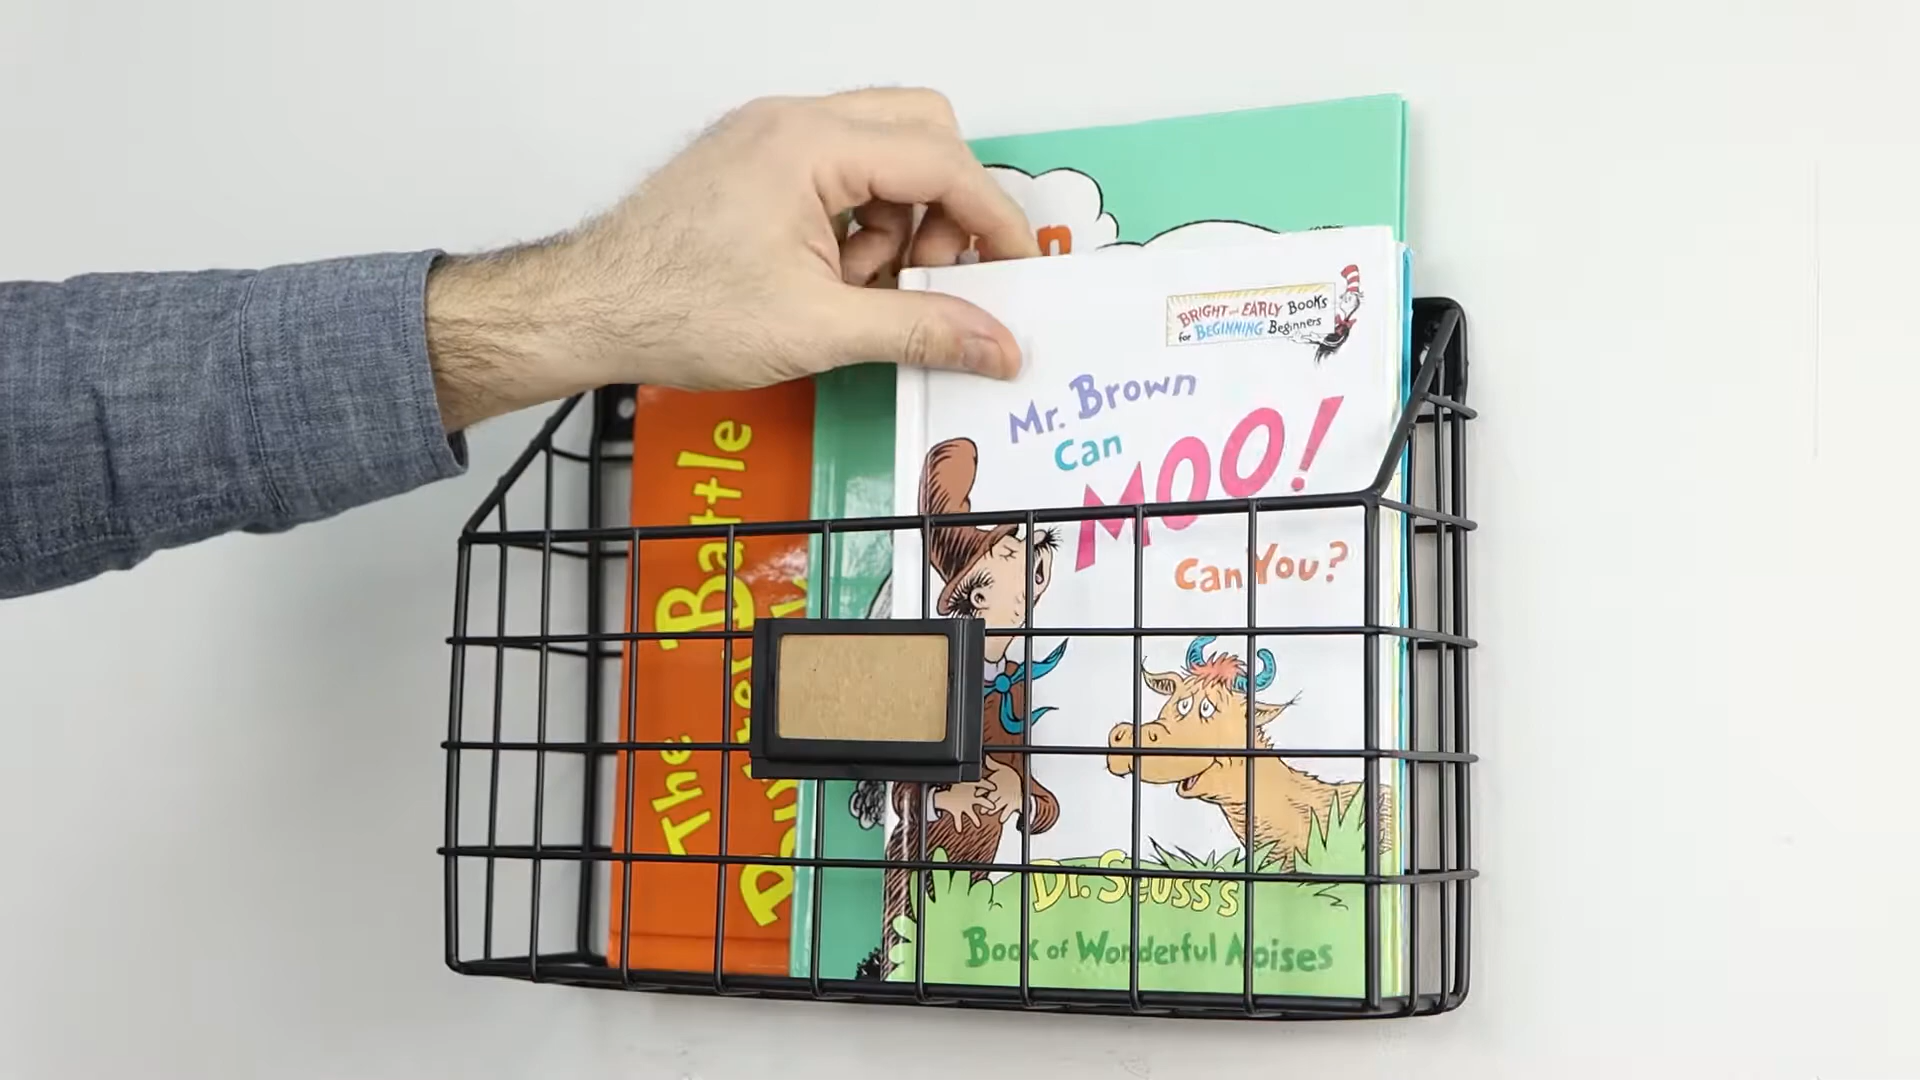 BRIGHT and EARLY BOOKS
for BEGINNING Beginners
Mr. Brown
Can
MOO!
Can You?
Dr. Seuss's
Book of Wonderful Noises
The Battle